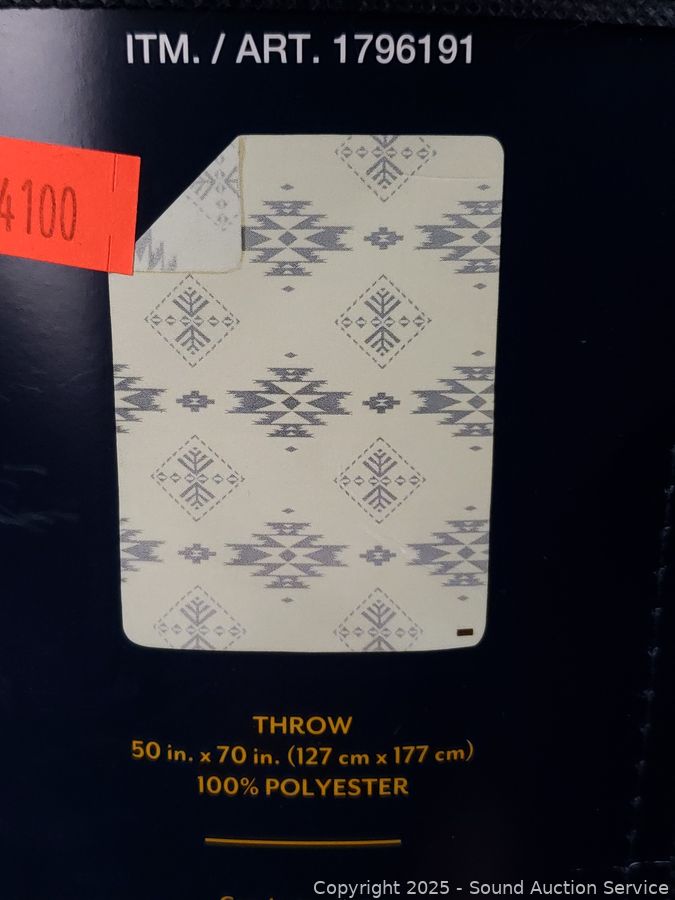 ITM. / ART. 1796191
4100
THROW
50 in. x 70 in. (127 cm x 177 cm)
100% POLYESTER
Copyright 2025 - Sound Auction Service